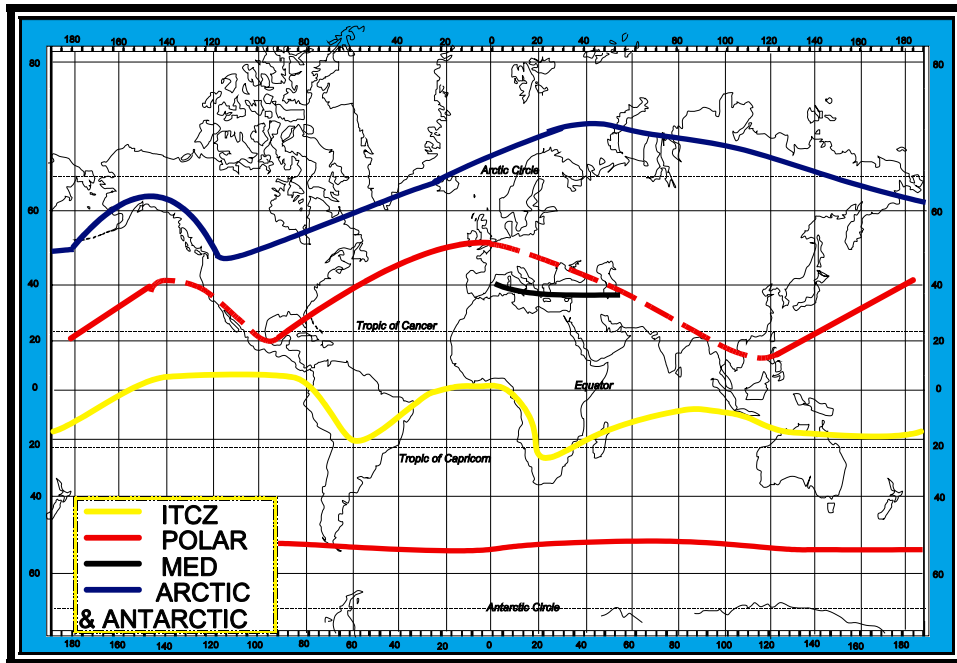 180 160 140 120 100 80 60 40 20 0 20 40 60 80 100 120 140 160 180
80 80
Arctic Circle
60 60
40 40
Tropic of Cancer
20 20
0 Equator 0
20 20
Tropic of Capricorn
40 40
ITCZ
POLAR
MED
60 60
ARCTIC
& ANTARCTIC
Antarctic Circle
180 160 140 120 100 80 60 40 20 0 20 40 60 80 100 120 140 160 180